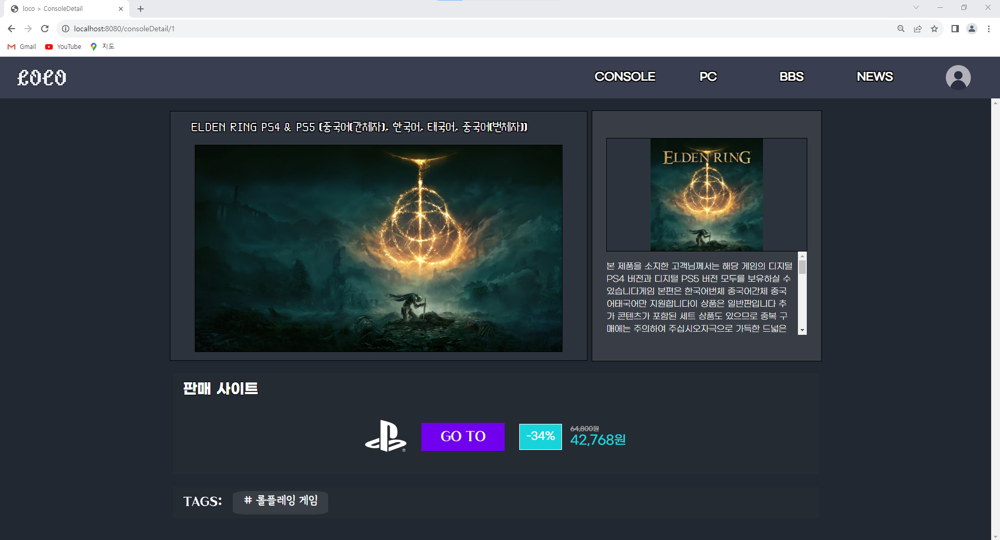 loco > ConsoleDetail
localhost:8080/consoleDetail/1
Gmail YouTube 지도
LOCO CONSOLE PC BBS NEWS
ELDEN RING PS4 & PS5 (중국어(간체자), 한국어, 태국어, 중국어(번체자))
ELDEN RING
본 제품을 소지한 고객님께서는 해당 게임의 디지털
PS4 버전과 디지털 PS5 버전 모두를 보유하실 수
있습니다게임 본편은 한국어번체 중국어간체 중국
어태국어만 지원합니다이 상품은 일반판입니다 추
가 콘텐츠가 포함된 세트 상품도 있으므로 중복 구
매에는 주의하여 주십시오자극으로 가득한 드넓은
판매 사이트
GO TO
-34%
64,800원
42,768원
TAGS: # 롤플레잉 게임